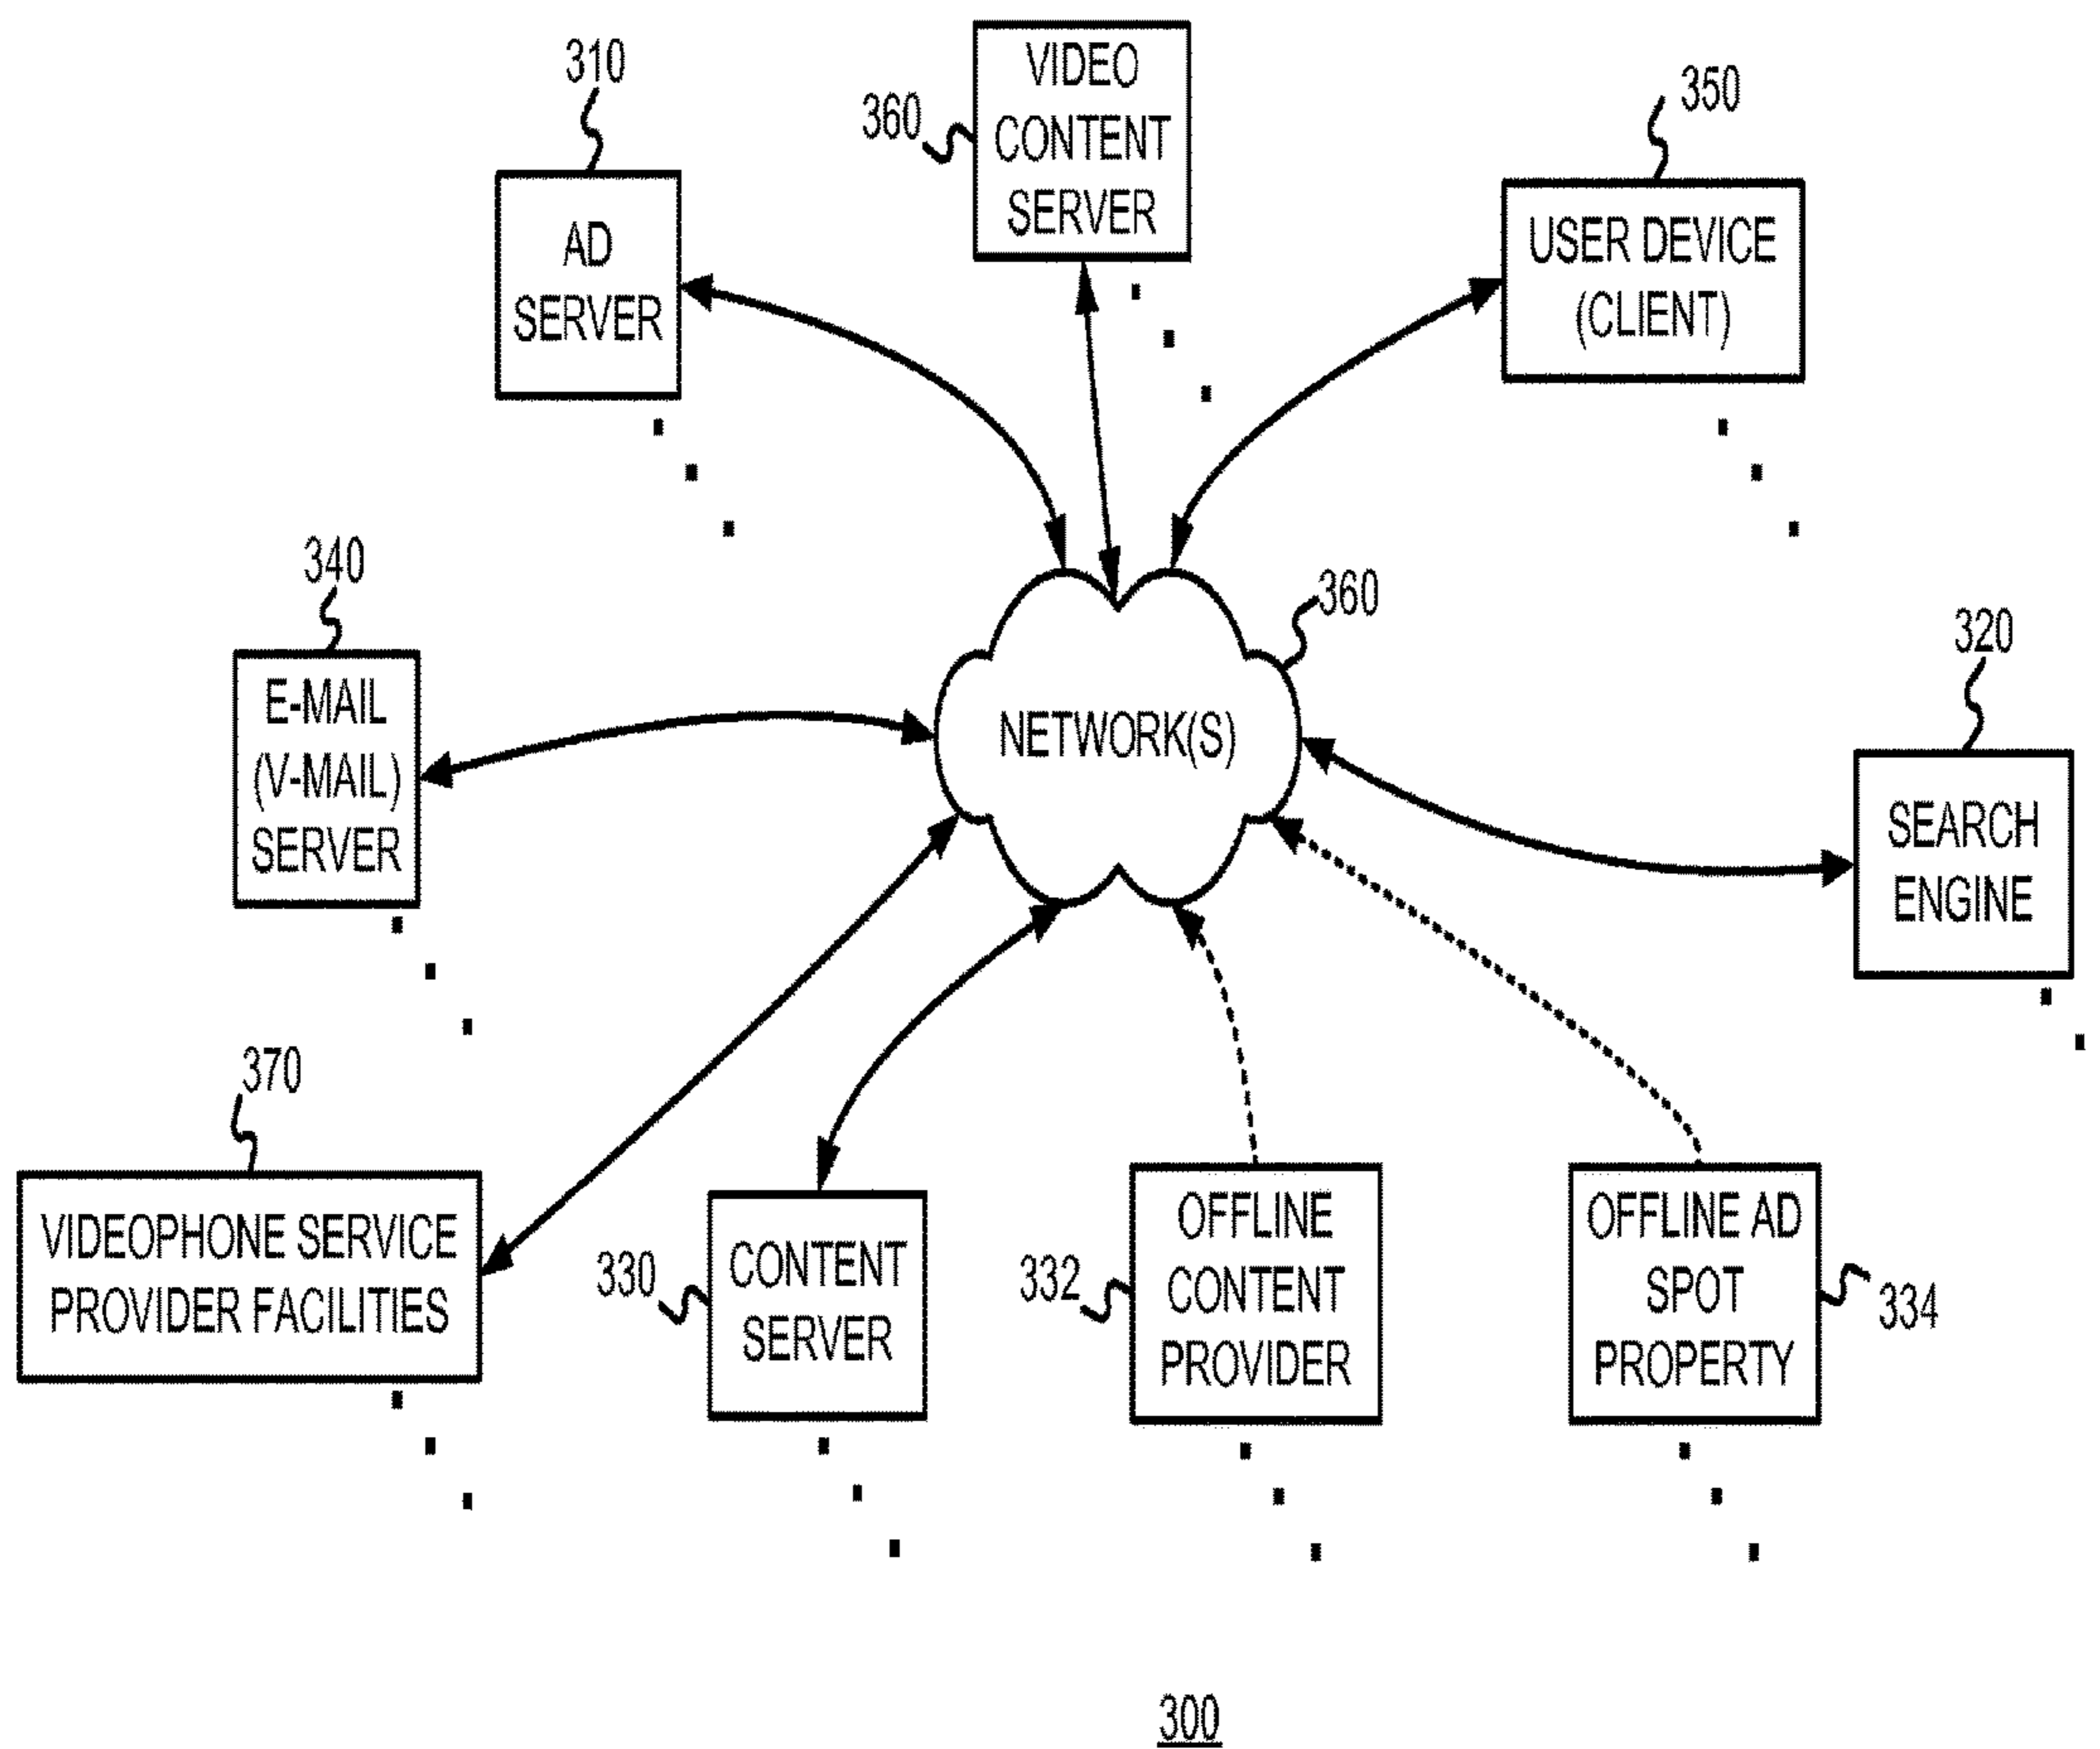 310
360
VIDEO
CONTENT
SERVER
350
AD
SERVER
USER DEVICE
(CLIENT)
340
360
320
E-MAIL
(V-MAIL)
SERVER
NETWORK(S)
SEARCH
ENGINE
370
VIDEOPHONE SERVICE
PROVIDER FACILITIES
330
CONTENT
SERVER
332
OFFLINE
CONTENT
PROVIDER
OFFLINE AD
SPOT
PROPERTY
334
300